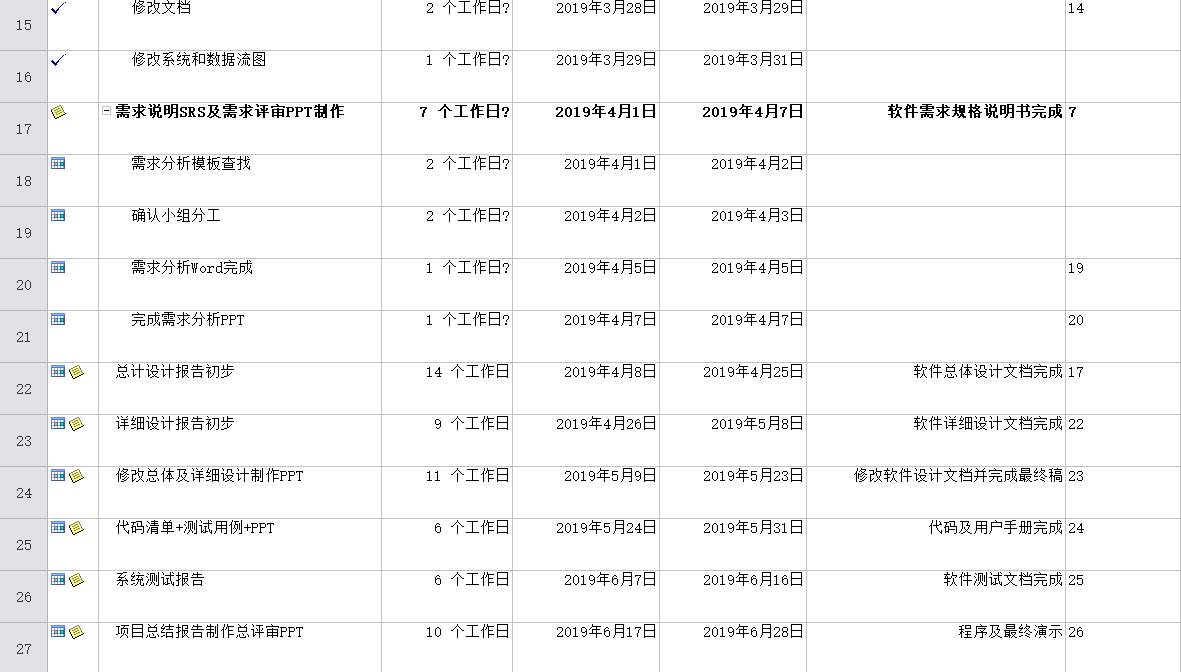 15 修改文档 2 个工作日? 2019年3月28日 2019年3月29日 14
16 修改系统和数据流图 1 个工作日? 2019年3月29日 2019年3月31日
17 需求说明SRS及需求评审PPT制作 7 个工作日? 2019年4月1日 2019年4月7日 软件需求规格说明书完成 7
18 需求分析模板查找 2 个工作日? 2019年4月1日 2019年4月2日
19 确认小组分工 2 个工作日? 2019年4月2日 2019年4月3日
20 需求分析Word完成 1 个工作日? 2019年4月5日 2019年4月5日 19
21 完成需求分析PPT 1 个工作日? 2019年4月7日 2019年4月7日 20
22 总计设计报告初步 14 个工作日 2019年4月8日 2019年4月25日 软件总体设计文档完成 17
23 详细设计报告初步 9 个工作日 2019年4月26日 2019年5月8日 软件详细设计文档完成 22
24 修改总体及详细设计制作PPT 11 个工作日 2019年5月9日 2019年5月23日 修改软件设计文档并完成最终稿 23
25 代码清单+测试用例+PPT 6 个工作日 2019年5月24日 2019年5月31日 代码及用户手册完成 24
26 系统测试报告 6 个工作日 2019年6月7日 2019年6月16日 软件测试文档完成 25
27 项目总结报告制作总评审PPT 10 个工作日 2019年6月17日 2019年6月28日 程序及最终演示 26